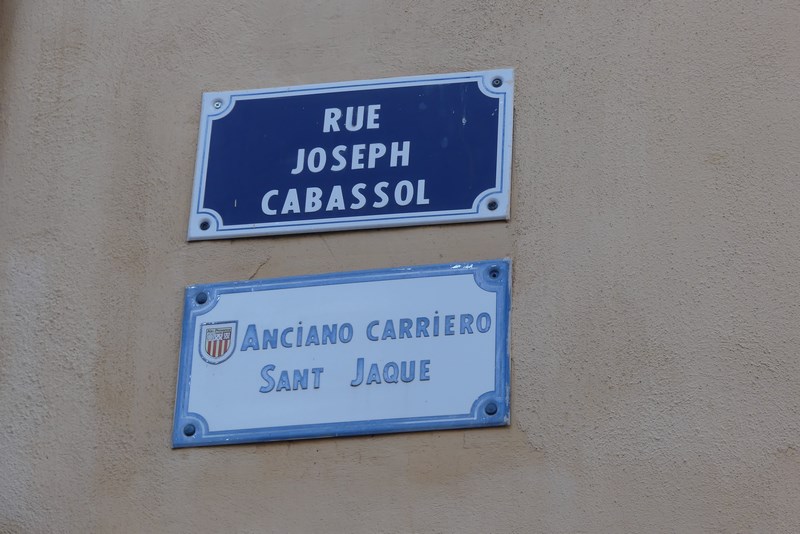 RUE
JOSEPH
CABASSOL
ANCIANO CARRIERO
SANT JAQUE